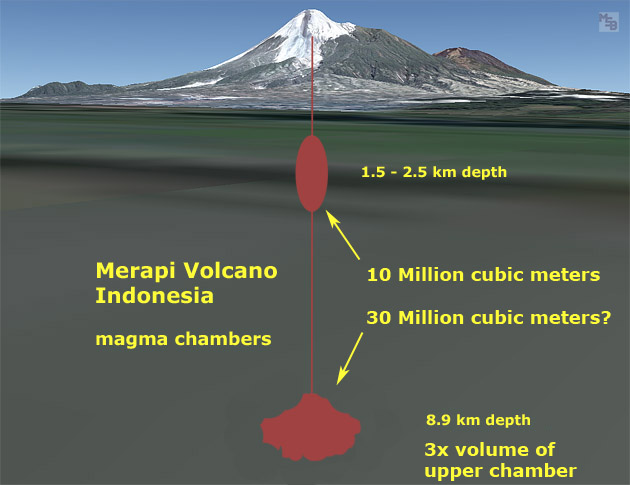 1.5 - 2.5 km depth
Merapi Volcano
Indonesia
10 Million cubic meters
30 Million cubic meters?
magma chambers
8.9 km depth
3x volume of
upper chamber